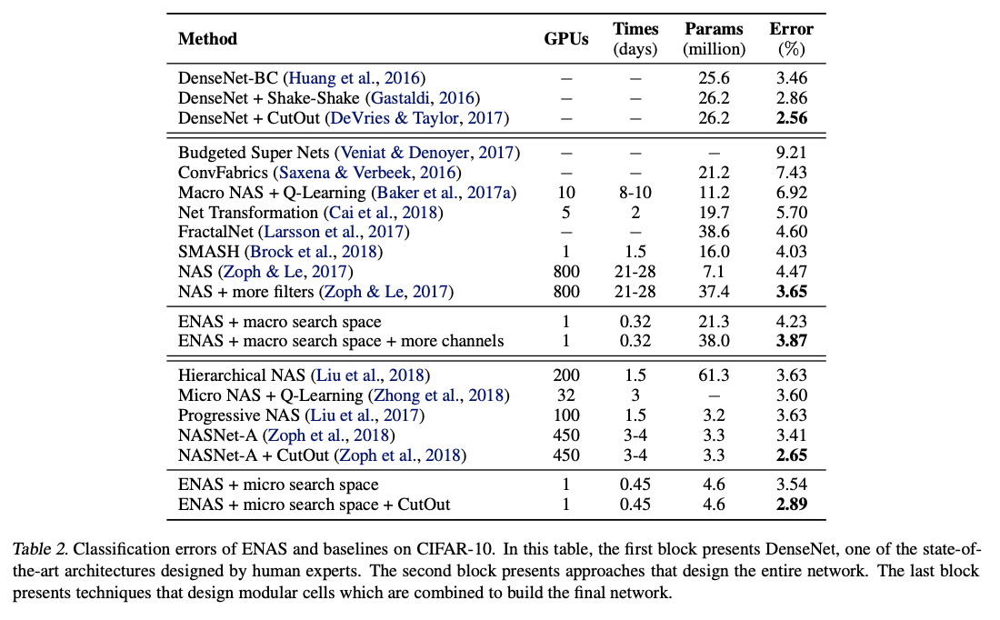 Method GPUs Times (days) Params (million) Error (%)
DenseNet-BC (Huang et al., 2016) – – 25.6 3.46
DenseNet + Shake-Shake (Gastaldi, 2016) – – 26.2 2.86
DenseNet + CutOut (DeVries & Taylor, 2017) – – 26.2 2.56
Budgeted Super Nets (Veniat & Denoyer, 2017) – – – 9.21
ConvFabrics (Saxena & Verbeek, 2016) – – 21.2 7.43
Macro NAS + Q-Learning (Baker et al., 2017a) 10 8-10 11.2 6.92
Net Transformation (Cai et al., 2018) 5 2 19.7 5.70
FractalNet (Larsson et al., 2017) – – 38.6 4.60
SMASH (Brock et al., 2018) 1 1.5 16.0 4.03
NAS (Zoph & Le, 2017) 800 21-28 7.1 4.47
NAS + more filters (Zoph & Le, 2017) 800 21-28 37.4 3.65
ENAS + macro search space 1 0.32 21.3 4.23
ENAS + macro search space + more channels 1 0.32 38.0 3.87
Hierarchical NAS (Liu et al., 2018) 200 1.5 61.3 3.63
Micro NAS + Q-Learning (Zhong et al., 2018) 32 3 – 3.60
Progressive NAS (Liu et al., 2017) 100 1.5 3.2 3.63
NASNet-A (Zoph et al., 2018) 450 3-4 3.3 3.41
NASNet-A + CutOut (Zoph et al., 2018) 450 3-4 3.3 2.65
ENAS + micro search space 1 0.45 4.6 3.54
ENAS + micro search space + CutOut 1 0.45 4.6 2.89
Table 2. Classification errors of ENAS and baselines on CIFAR-10. In this table, the first block presents DenseNet, one of the state-of-
the-art architectures designed by human experts. The second block presents approaches that design the entire network. The last block
presents techniques that design modular cells which are combined to build the final network.